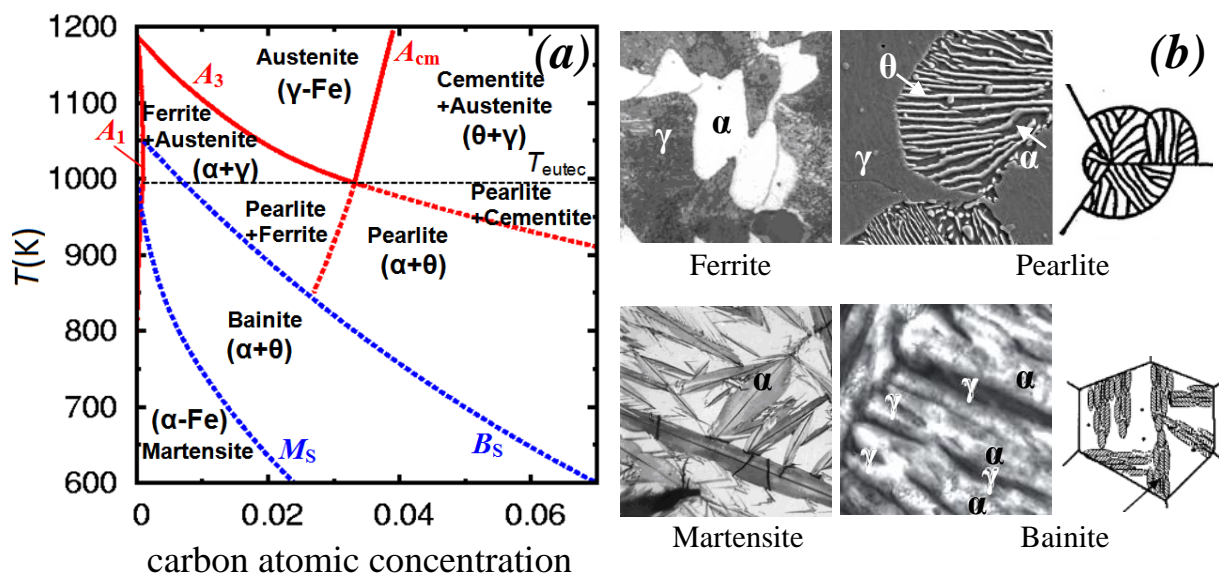 (a)
1200
1100
1000
900
800
700
600
T(K)
0
0.02
0.04
0.06
carbon atomic concentration
A3
Acm
A1
Austenite
(γ-Fe)
Cementite
+Austenite
(θ+γ)
Ferrite
+Austenite
(α+γ)
Teutec
Pearlite
+Ferrite
Pearlite
(α+θ)
Pearlite
+Cementite
Bainite
(α+θ)
(α-Fe)
Martensite
MS
BS
(b)
γ
α
Ferrite
θ
γ
α
Pearlite
α
Martensite
γ
α
γ
γ
α
γ
α
Bainite